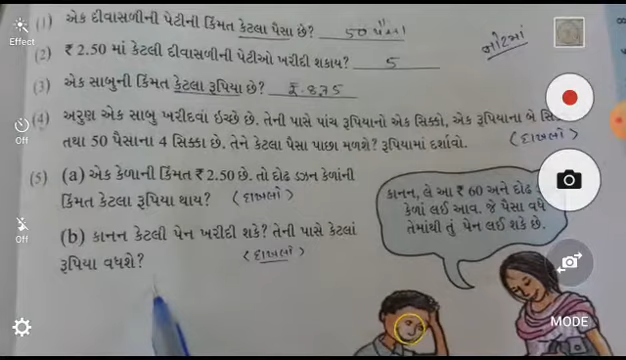 Effect
(1) એક દીવાસળીની પેટીની કિંમત કેટલા પૈસા છે? 50 પૈસા
(2) ₹ 2.50 માં કેટલી દીવાસળીની પેટીઓ ખરીદી શકાય? 5
નોટમાં
(3) એક સાબુની કિંમત કેટલા રૂપિયા છે? ₹.8.75
Off
(4) અરુણ એક સાબુ ખરીદવા ઇચ્છે છે. તેની પાસે પાંચ રૂપિયાનો એક સિક્કો, એક રૂપિયાના બે
તથા 50 પૈસાના 4 સિક્કા છે. તેને કેટલા પૈસા પાછા મળશે? રૂપિયામાં દર્શાવો. (દાખલો)
(5) (a) એક કેળાની કિંમત ₹ 2.50 છે. તો દોઢ ડઝન કેળાંની
કિંમત કેટલા રૂપિયા થાય? (દાખલો)
કાનન, લે આ ₹ 60 અને દોઢ
કેળાં લઈ આવ. જે પૈસા વધે
તેમાંથી તું પેન લઈ શકે છે.
Off
(b) કાનન કેટલી પેન ખરીદી શકે? તેની પાસે કેટલાં
રૂપિયા વધશે? (દાખલો)
MODE